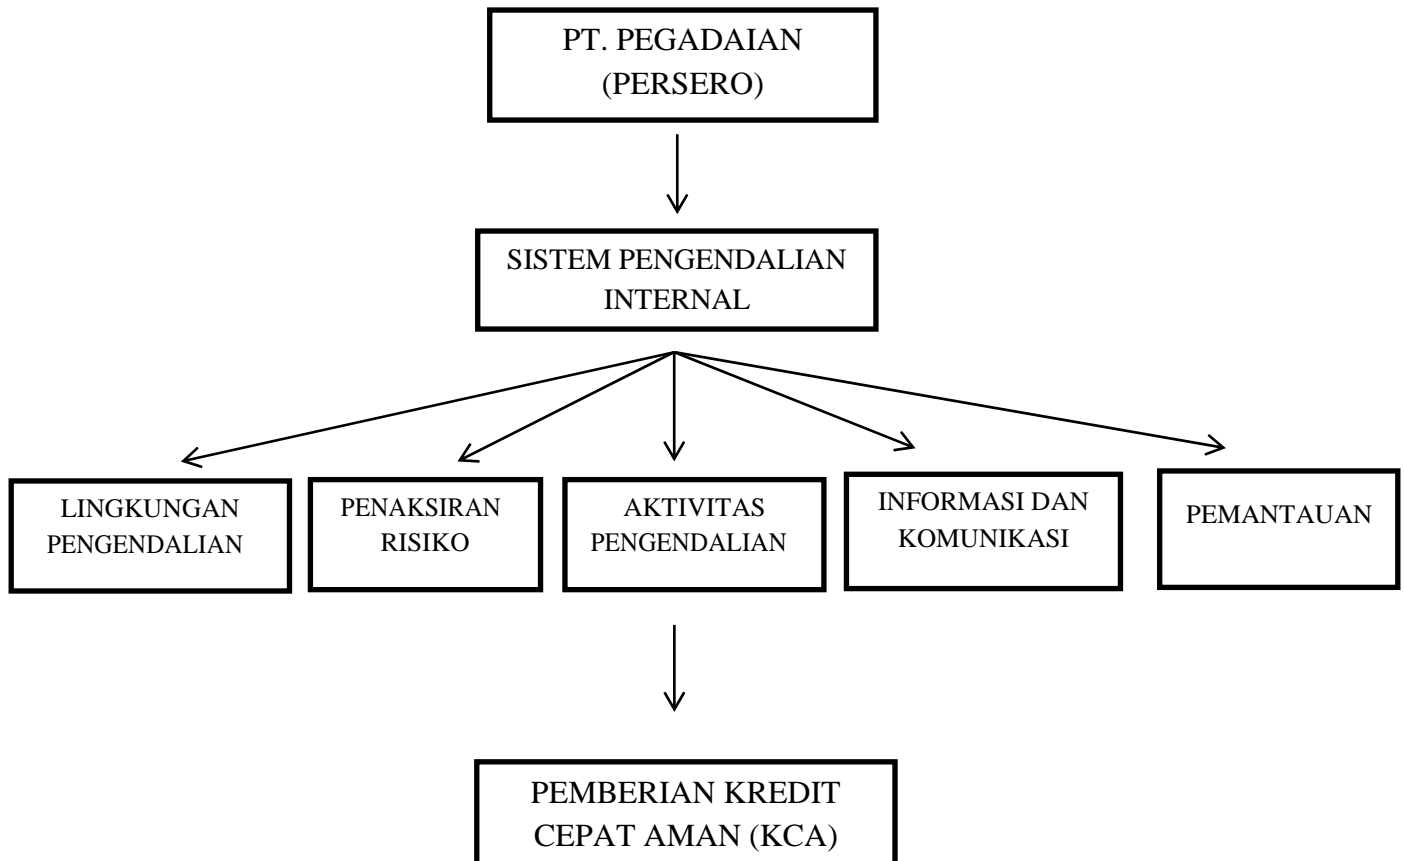 PT. PEGADAIAN
(PERSERO)
SISTEM PENGENDALIAN
INTERNAL
LINGKUNGAN
PENGENDALIAN
PENAKSIRAN
RISIKO
AKTIVITAS
PENGENDALIAN
INFORMASI DAN
KOMUNIKASI
PEMANTAUAN
PEMBERIAN KREDIT
CEPAT AMAN (KCA)